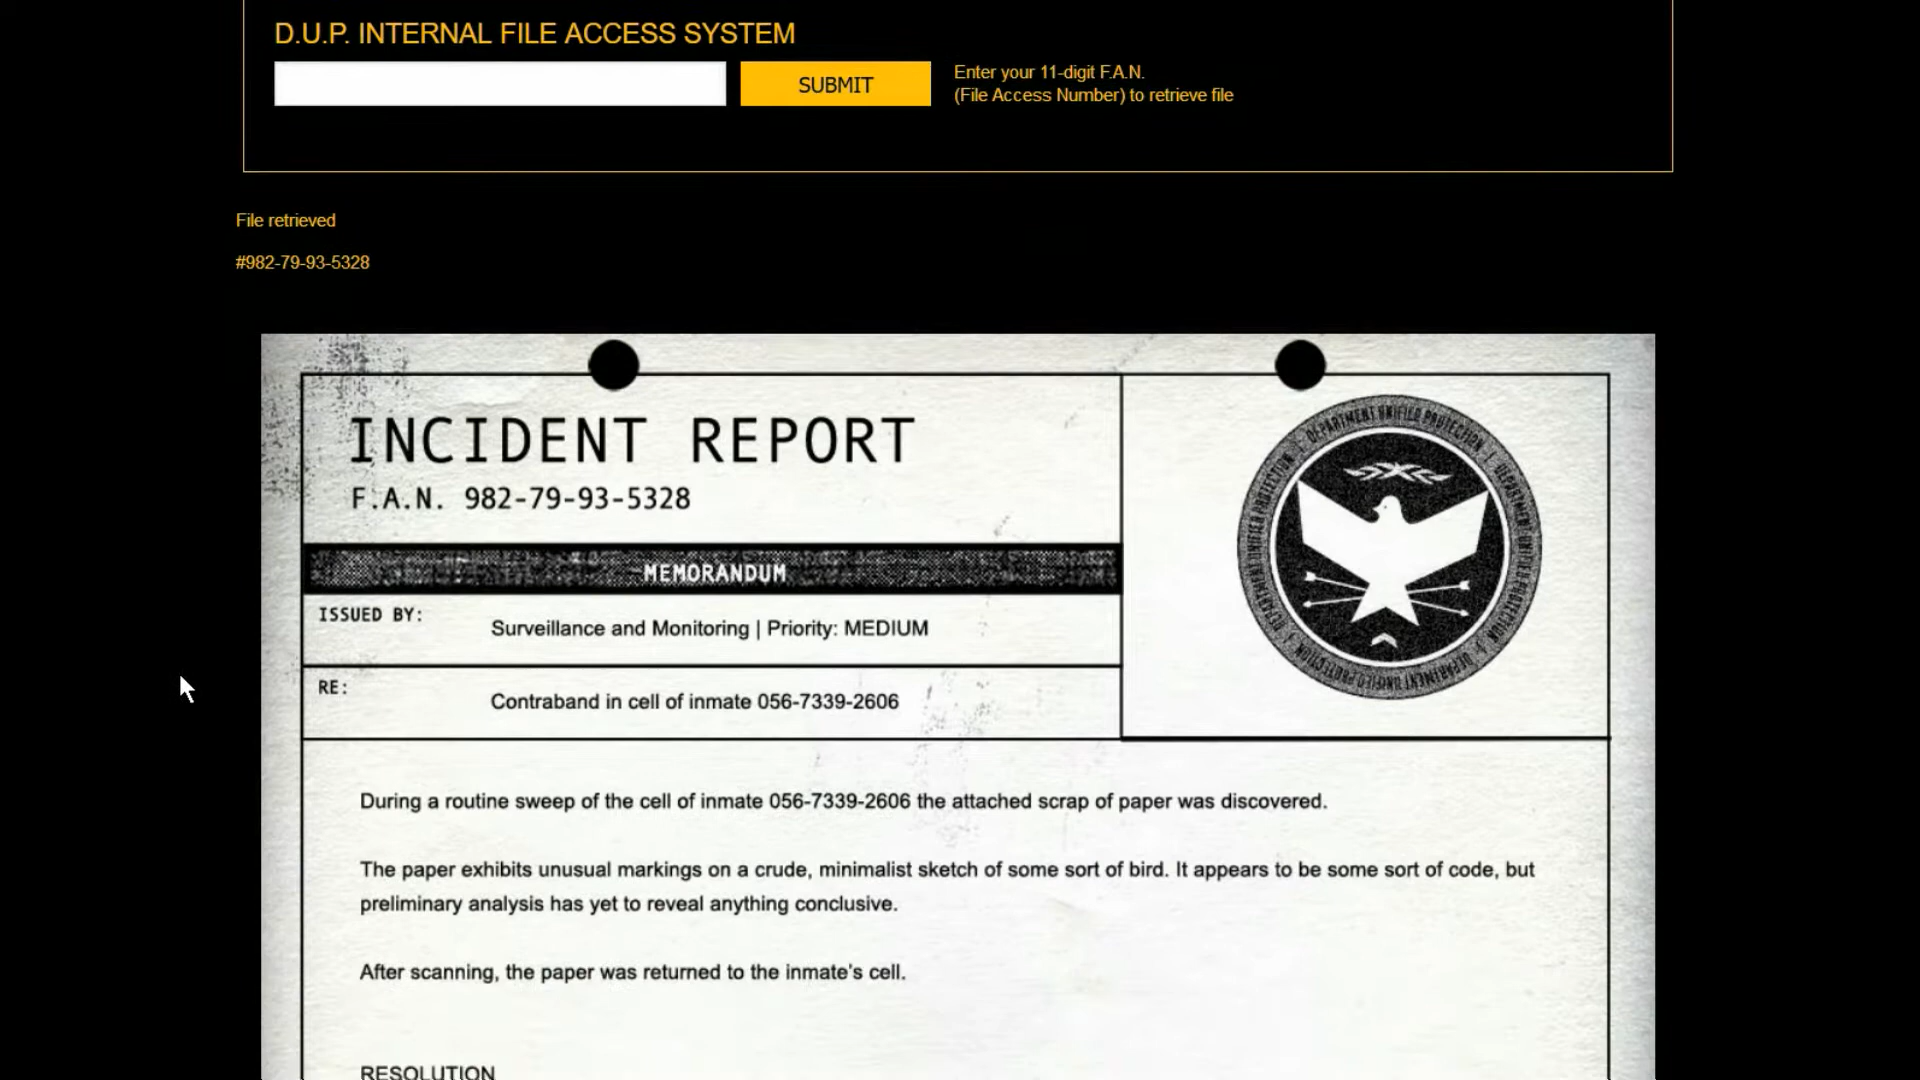 D.U.P. INTERNAL FILE ACCESS SYSTEM
SUBMIT
Enter your 11-digit F.A.N.
(File Access Number) to retrieve file
File retrieved
#982-79-93-5328
INCIDENT REPORT
F.A.N. 982-79-93-5328
DEPARTMENT UNIFIED PROTECTION
MEMORANDUM
ISSUED BY:
Surveillance and Monitoring | Priority: MEDIUM
RE:
Contraband in cell of inmate 056-7339-2606
During a routine sweep of the cell of inmate 056-7339-2606 the attached scrap of paper was discovered.
The paper exhibits unusual markings on a crude, minimalist sketch of some sort of bird. It appears to be some sort of code, but
preliminary analysis has yet to reveal anything conclusive.
After scanning, the paper was returned to the inmate's cell.
RESOLUTION